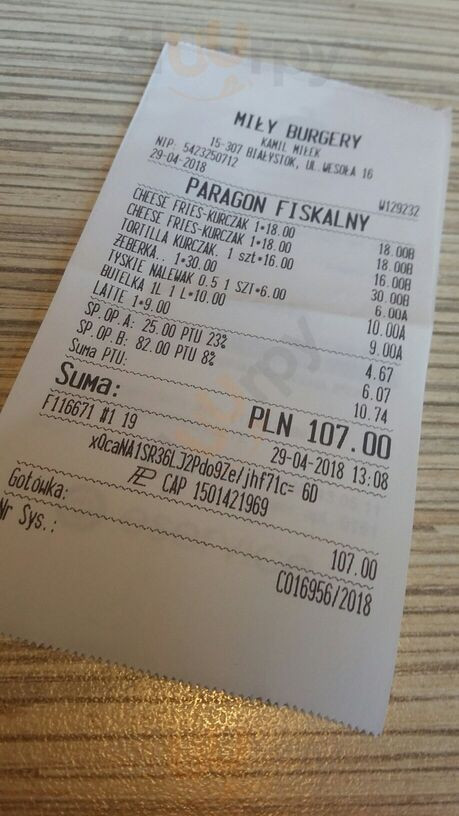 MIŁY BURGERY
KAMIL MIŁEK
15-307 BIAŁYSTOK, UL.WESOŁA 16
NIP: 5423250712
29-04-2018 W129232
PARAGON FISKALNY
CHEESE FRIES-KURCZAK 1*18.00 18.00B
CHEESE FRIES-KURCZAK 1*18.00 18.00B
TORTILLA KURCZAK. 1 szt*16.00 16.00B
ŻEBERKA.. 1*30.00 30.00B
TYSKIE NALEWAK 0.5 1 SZT*6.00 6.00A
BUTELKA 1L 1 L*10.00 10.00A
LATTE 1*9.00 9.00A
SP.OP.A: 25.00 PTU 23% 4.67
SP.OP.B: 82.00 PTU 8% 6.07
Suma PTU: 10.74
Suma: PLN 107.00
F116671 #1 19 29-04-2018 13:08
xQcaNA1SR36LJ2Pdo9Ze/jhf71c= 6D
CAP 1501421969
Gotówka: 107.00
Nr Sys.: C016956/2018